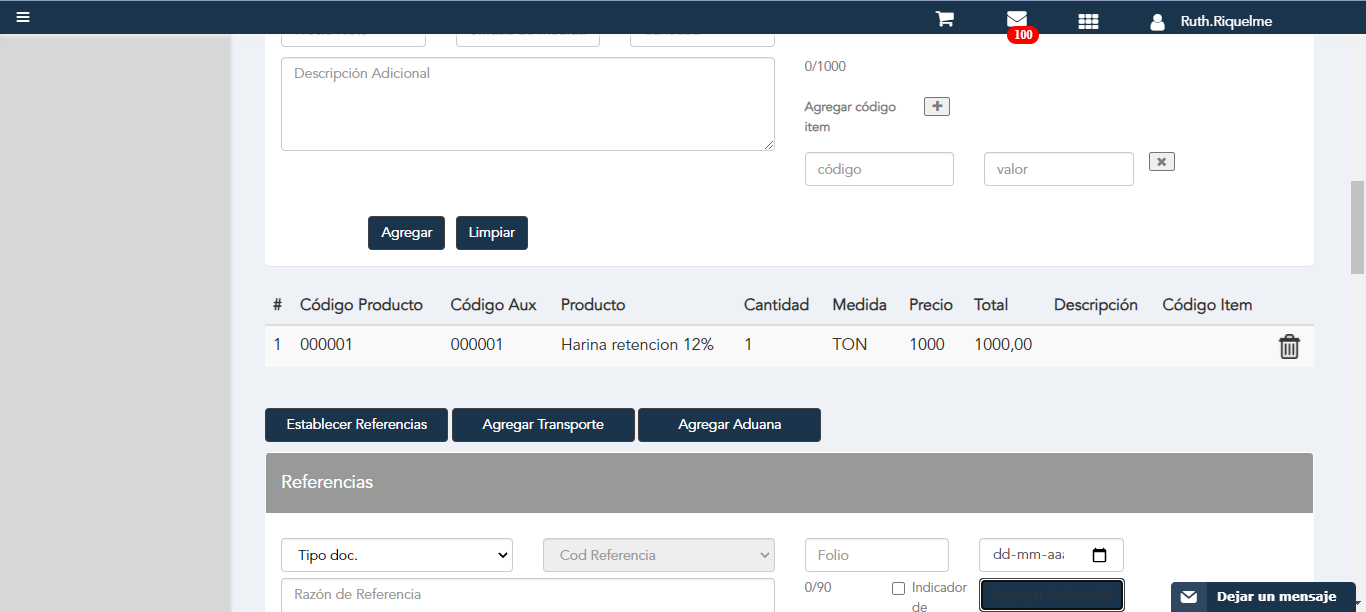 Ruth.Riquelme
100
Descripción Adicional
0/1000
Agregar código
item
código
valor
Agregar Limpiar
# Código Producto Código Aux Producto Cantidad Medida Precio Total Descripción Código Item
1 000001 000001 Harina retencion 12% 1 TON 1000 1000,00
Establecer Referencias Agregar Transporte Agregar Aduana
Referencias
Tipo doc. Cod Referencia Folio dd-mm-aaa
Razón de Referencia 0/90 Indicador
de
Dejar un mensaje